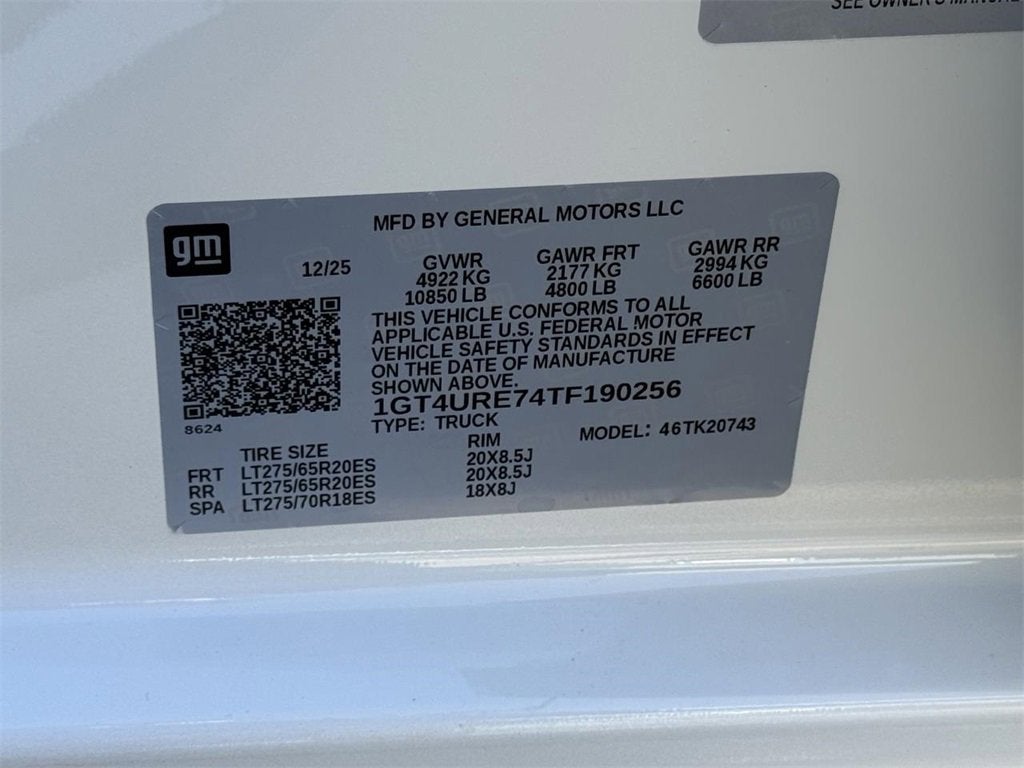 SEE OWNER'S MANUAL
MFD BY GENERAL MOTORS LLC
gm
12/25
GVWR GAWR FRT GAWR RR
4922 KG 2177 KG 2994 KG
10850 LB 4800 LB 6600 LB
THIS VEHICLE CONFORMS TO ALL
APPLICABLE U.S. FEDERAL MOTOR
VEHICLE SAFETY STANDARDS IN EFFECT
ON THE DATE OF MANUFACTURE
SHOWN ABOVE.
1GT4URE74TF190256
8624
TYPE: TRUCK MODEL: 46TK20743
TIRE SIZE RIM
FRT LT275/65R20ES 20X8.5J
RR LT275/65R20ES 20X8.5J
SPA LT275/70R18ES 18X8J